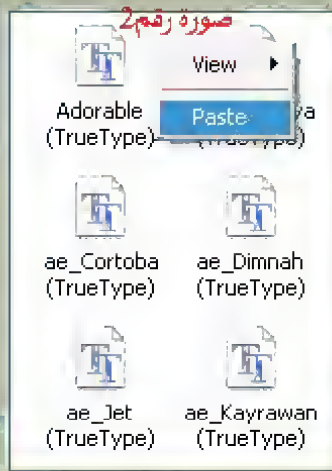 صورة رقم2
View
Adorable
Paste
(TrueType)
ae_Cortoba
(TrueType)
ae_Dimnah
(TrueType)
ae_Jet
(TrueType)
ae_Kayrawan
(TrueType)